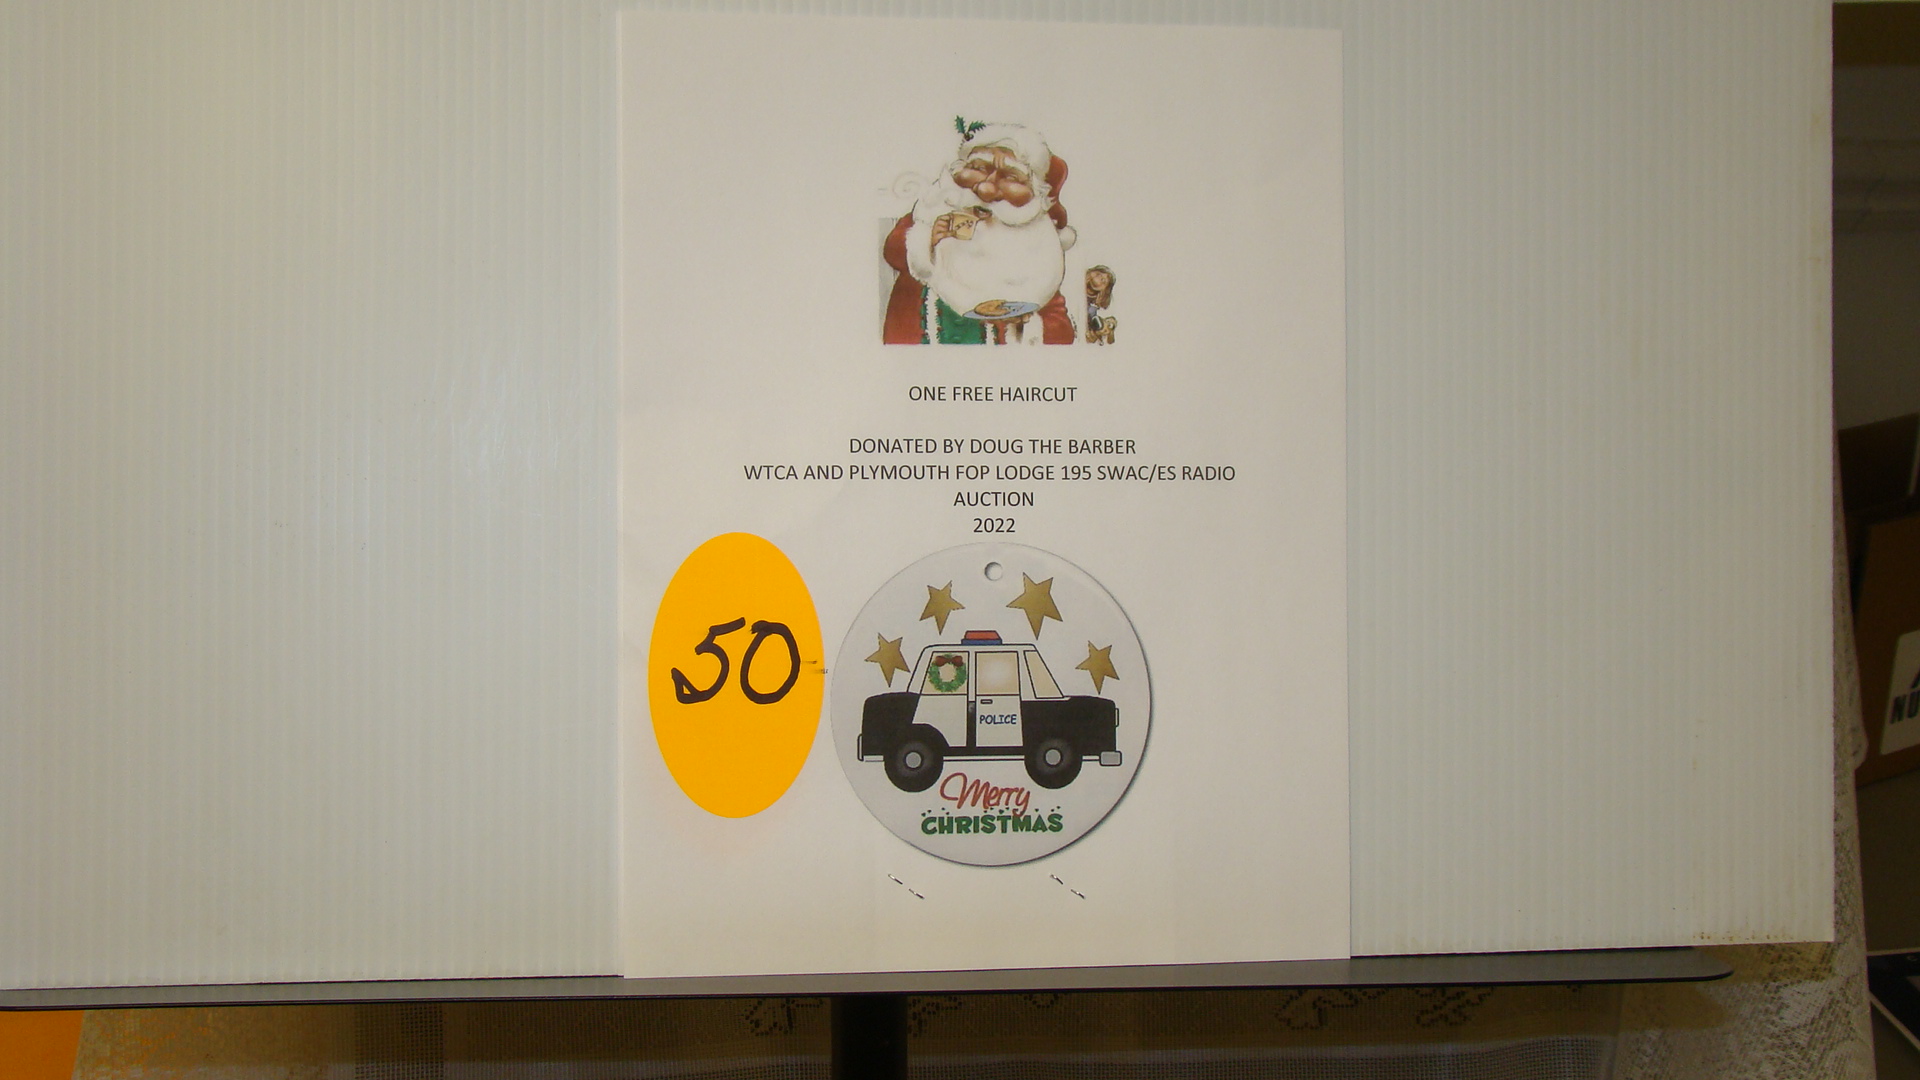 ONE FREE HAIRCUT
DONATED BY DOUG THE BARBER
WTCA AND PLYMOUTH FOP LODGE 195 SWAC/ES RADIO
AUCTION
2022
50
POLICE
Merry
CHRISTMAS